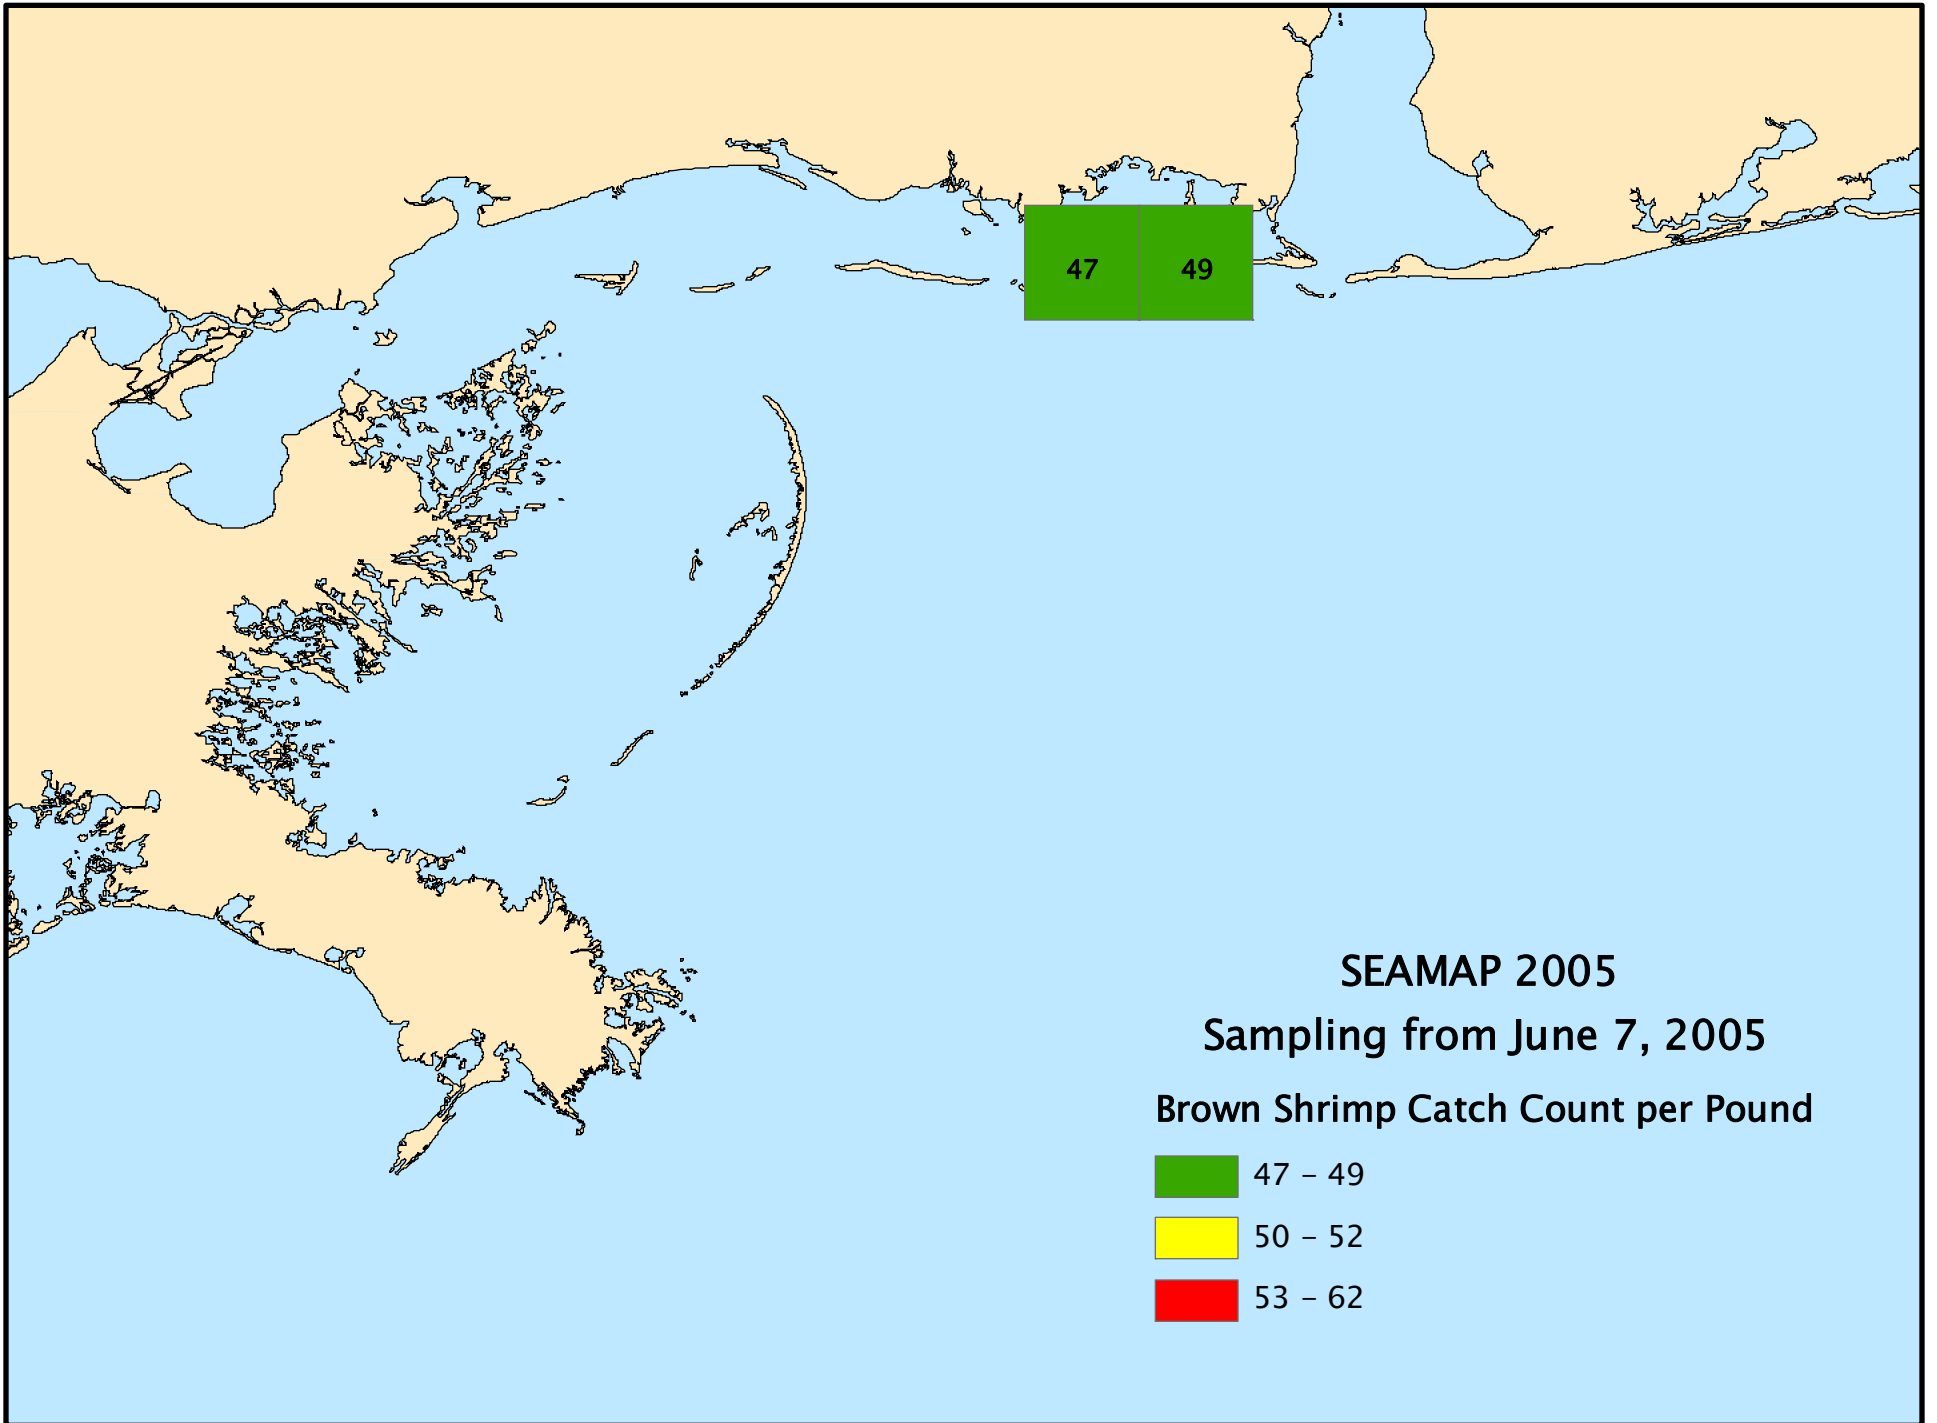 47 49
SEAMAP 2005
Sampling from June 7, 2005
Brown Shrimp Catch Count per Pound
47 – 49
50 – 52
53 – 62